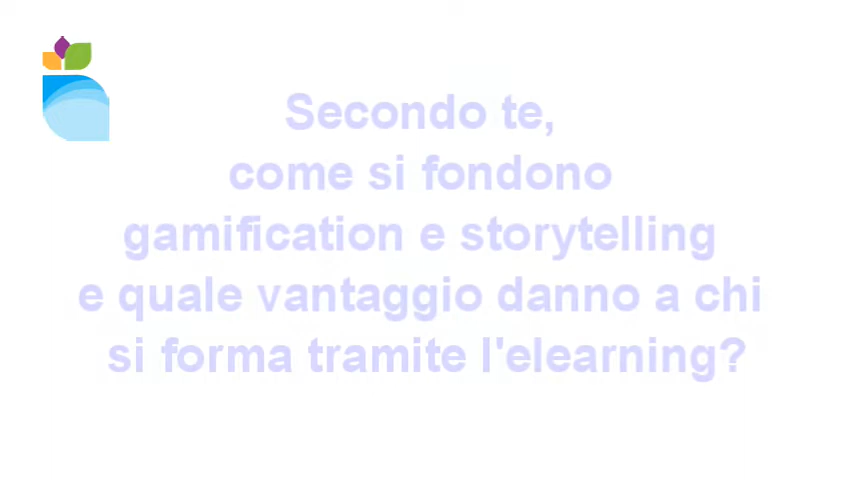 Secondo te,
come si fondono
gamification e storytelling
e quale vantaggio danno a chi
si forma tramite l'elearning?